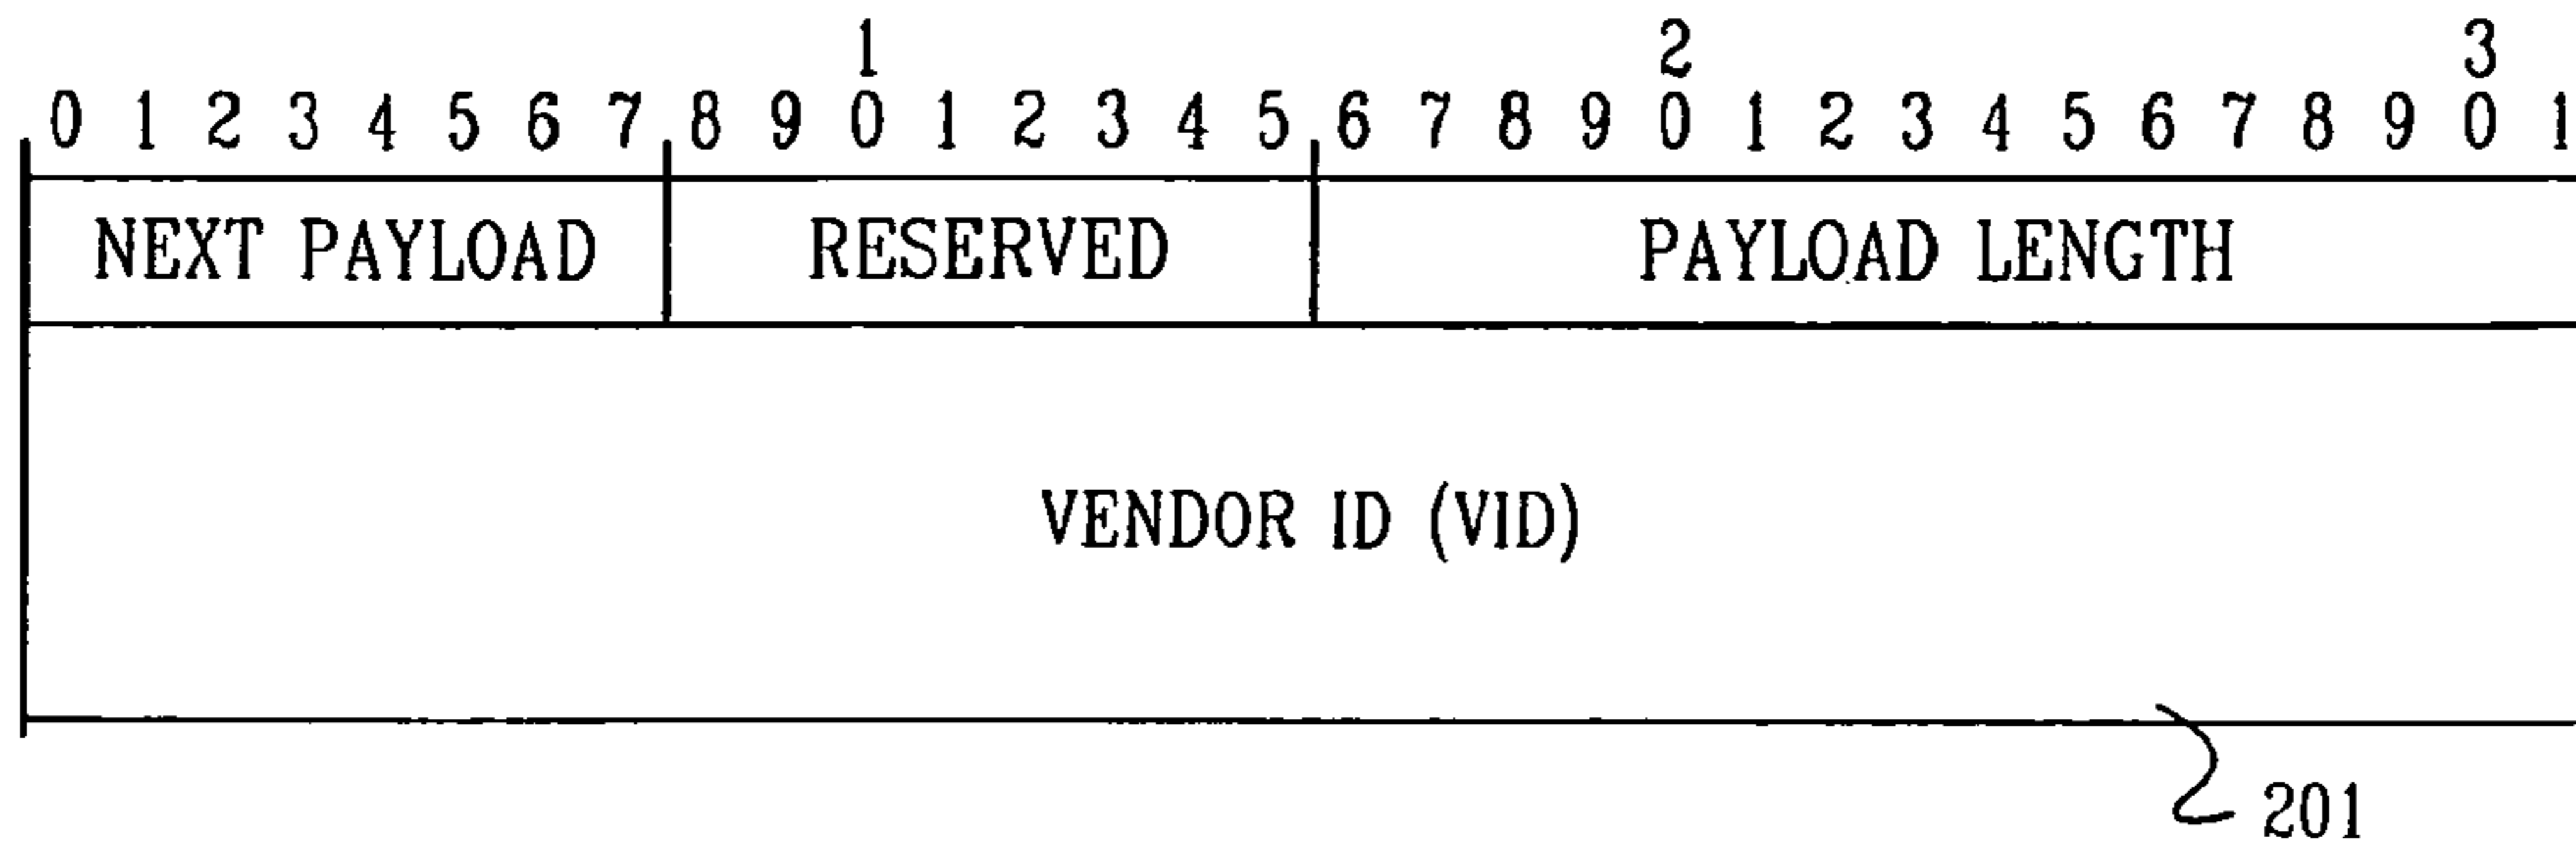 1 2 3
0 1 2 3 4 5 6 7 8 9 0 1 2 3 4 5 6 7 8 9 0 1 2 3 4 5 6 7 8 9 0 1
NEXT PAYLOAD RESERVED PAYLOAD LENGTH
VENDOR ID (VID)
201